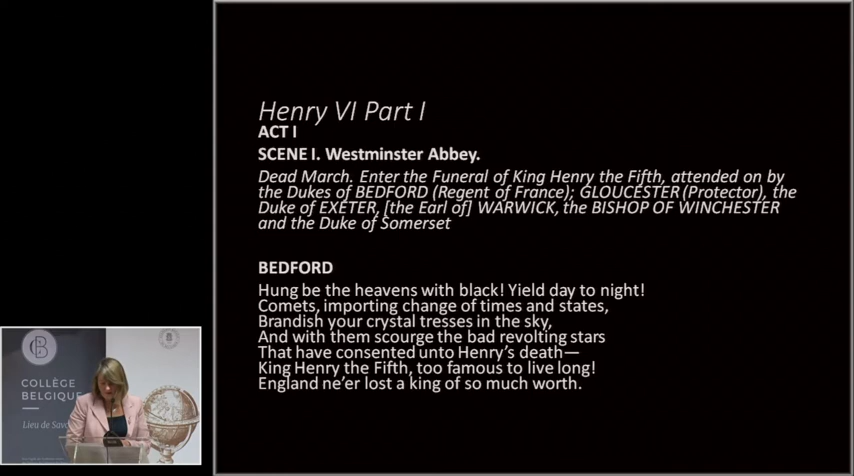 Henry VI Part I
ACT I
SCENE I. Westminster Abbey.
Dead March. Enter the Funeral of King Henry the Fifth, attended on by
the Dukes of BEDFORD (Regent of France); GLOUCESTER (Protector), the
Duke of EXETER, [the Earl of] WARWICK, the BISHOP OF WINCHESTER
and the Duke of Somerset
BEDFORD
Hung be the heavens with black! Yield day to night!
Comets, importing change of times and states,
Brandish your crystal tresses in the sky,
And with them scourge the bad revolting stars
That have consented unto Henry's death—
King Henry the Fifth, too famous to live long!
England ne'er lost a king of so much worth.
CB
COLLÈGE
BELGIQUE
Lieu de